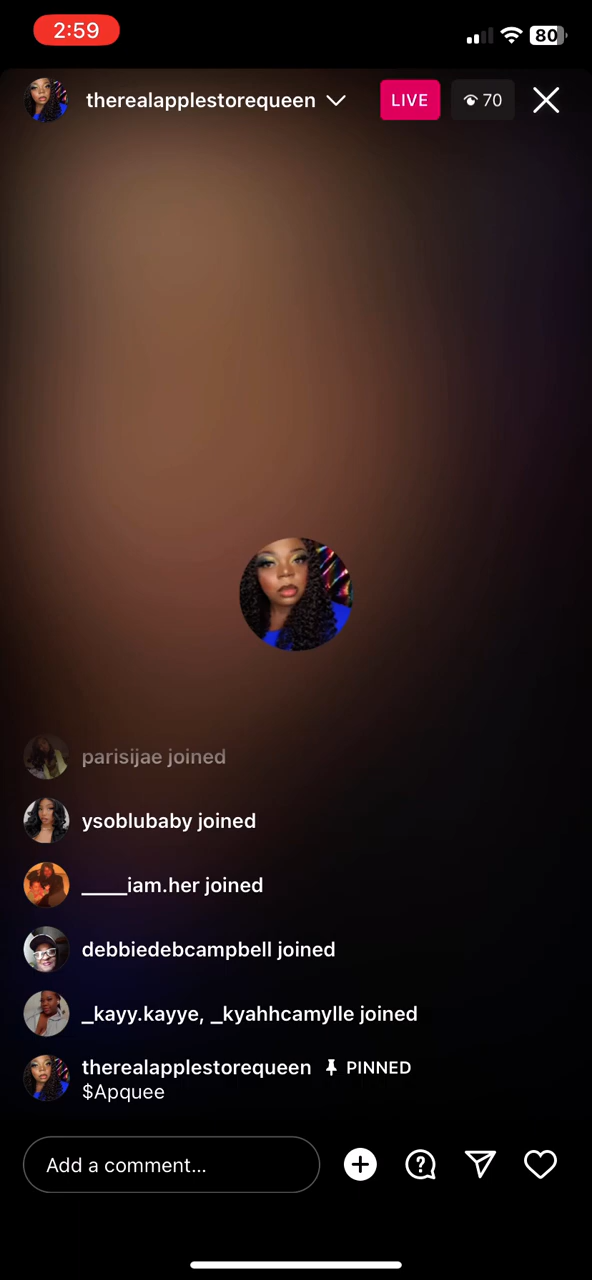 2:59
80
therealapplestorequeen
LIVE
70
parisijae joined
ysoblubaby joined
____iam.her joined
debbiedebcampbell joined
_kayy.kayye, _kyahhcamylle joined
therealapplestorequeen PINNED
$Apquee
Add a comment...